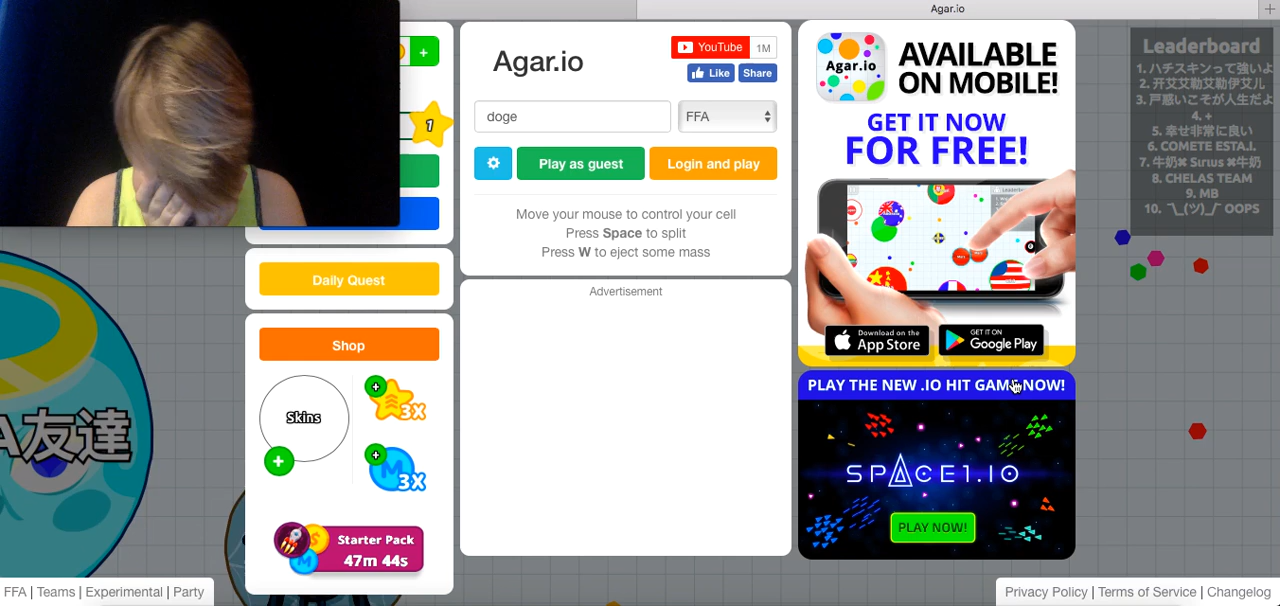 Agar.io
+
1
Daily Quest
Shop
Skins
+
+
3X
+
M
3X
Starter Pack
47m 44s
Agar.io
YouTube 1M
Like Share
doge FFA
Play as guest Login and play
Move your mouse to control your cell
Press Space to split
Press W to eject some mass
Advertisement
Agar.io
AVAILABLE
ON MOBILE!
GET IT NOW
FOR FREE!
Download on the
App Store
GET IT ON
Google Play
PLAY THE NEW .IO HIT GAME NOW!
SPACE1.IO
PLAY NOW!
Leaderboard
1. ハチスキンって強いよ
2. 开艾艾勒艾勒伊艾儿
3. 戸惑いこそが人生だよ
4. +
5. 幸せ非常に良い
6. COMETE ESTA.I.
7. 牛奶⌘ Sırıus ⌘牛奶
8. CHELAS TEAM
9. MB
10. ¯\_(ツ)_/¯ OOPS
A友達
FFA | Teams | Experimental | Party
Privacy Policy | Terms of Service | Changelog